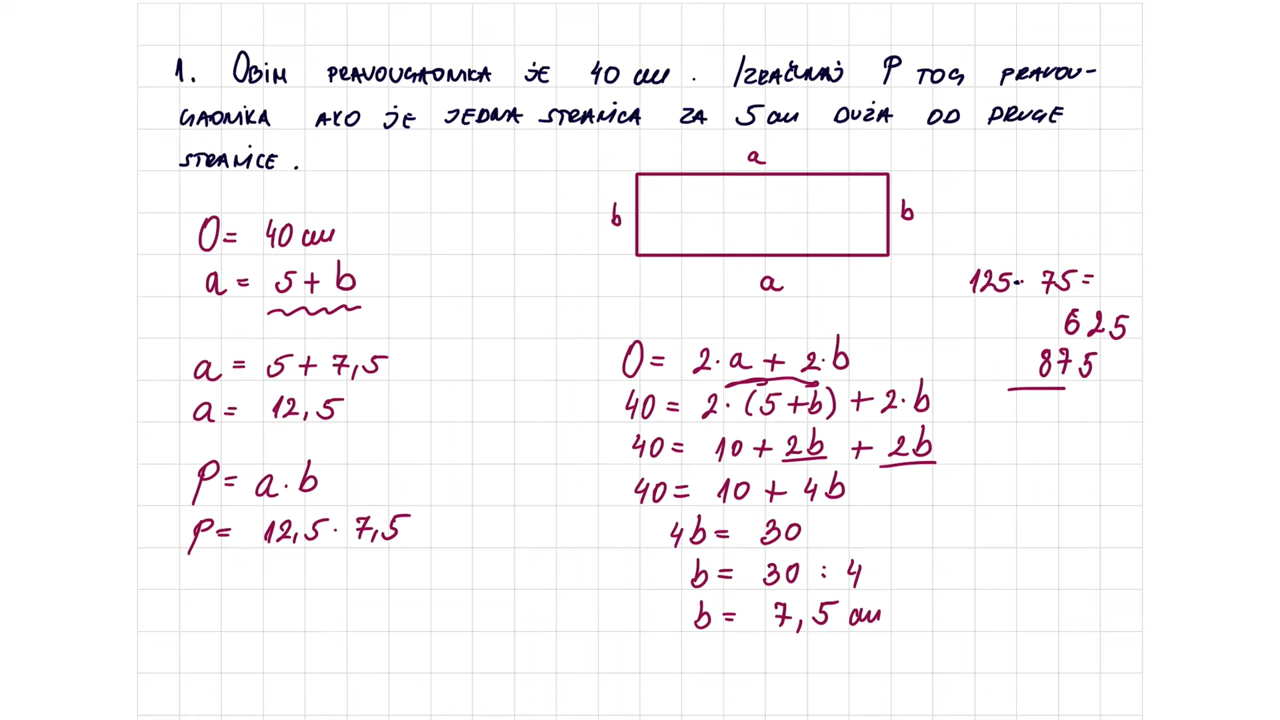 1. OBIM PRAVOUGAONIKA JE 40 cm. IZRAČUNAJ P TOG PRAVOU-
GAONIKA AKO JE JEDNA STRANICA ZA 5 cm DUŽA OD DRUGE
STRANICE.
a
b
b
a
O = 40 cm
a = 5 + b
a = 5 + 7,5
a = 12,5
P = a · b
P = 12,5 · 7,5
O = 2 · a + 2 · b
40 = 2 · (5 + b) + 2 · b
40 = 10 + 2b + 2b
40 = 10 + 4b
4b = 30
b = 30 : 4
b = 7,5 cm
125 · 75 =
625
875